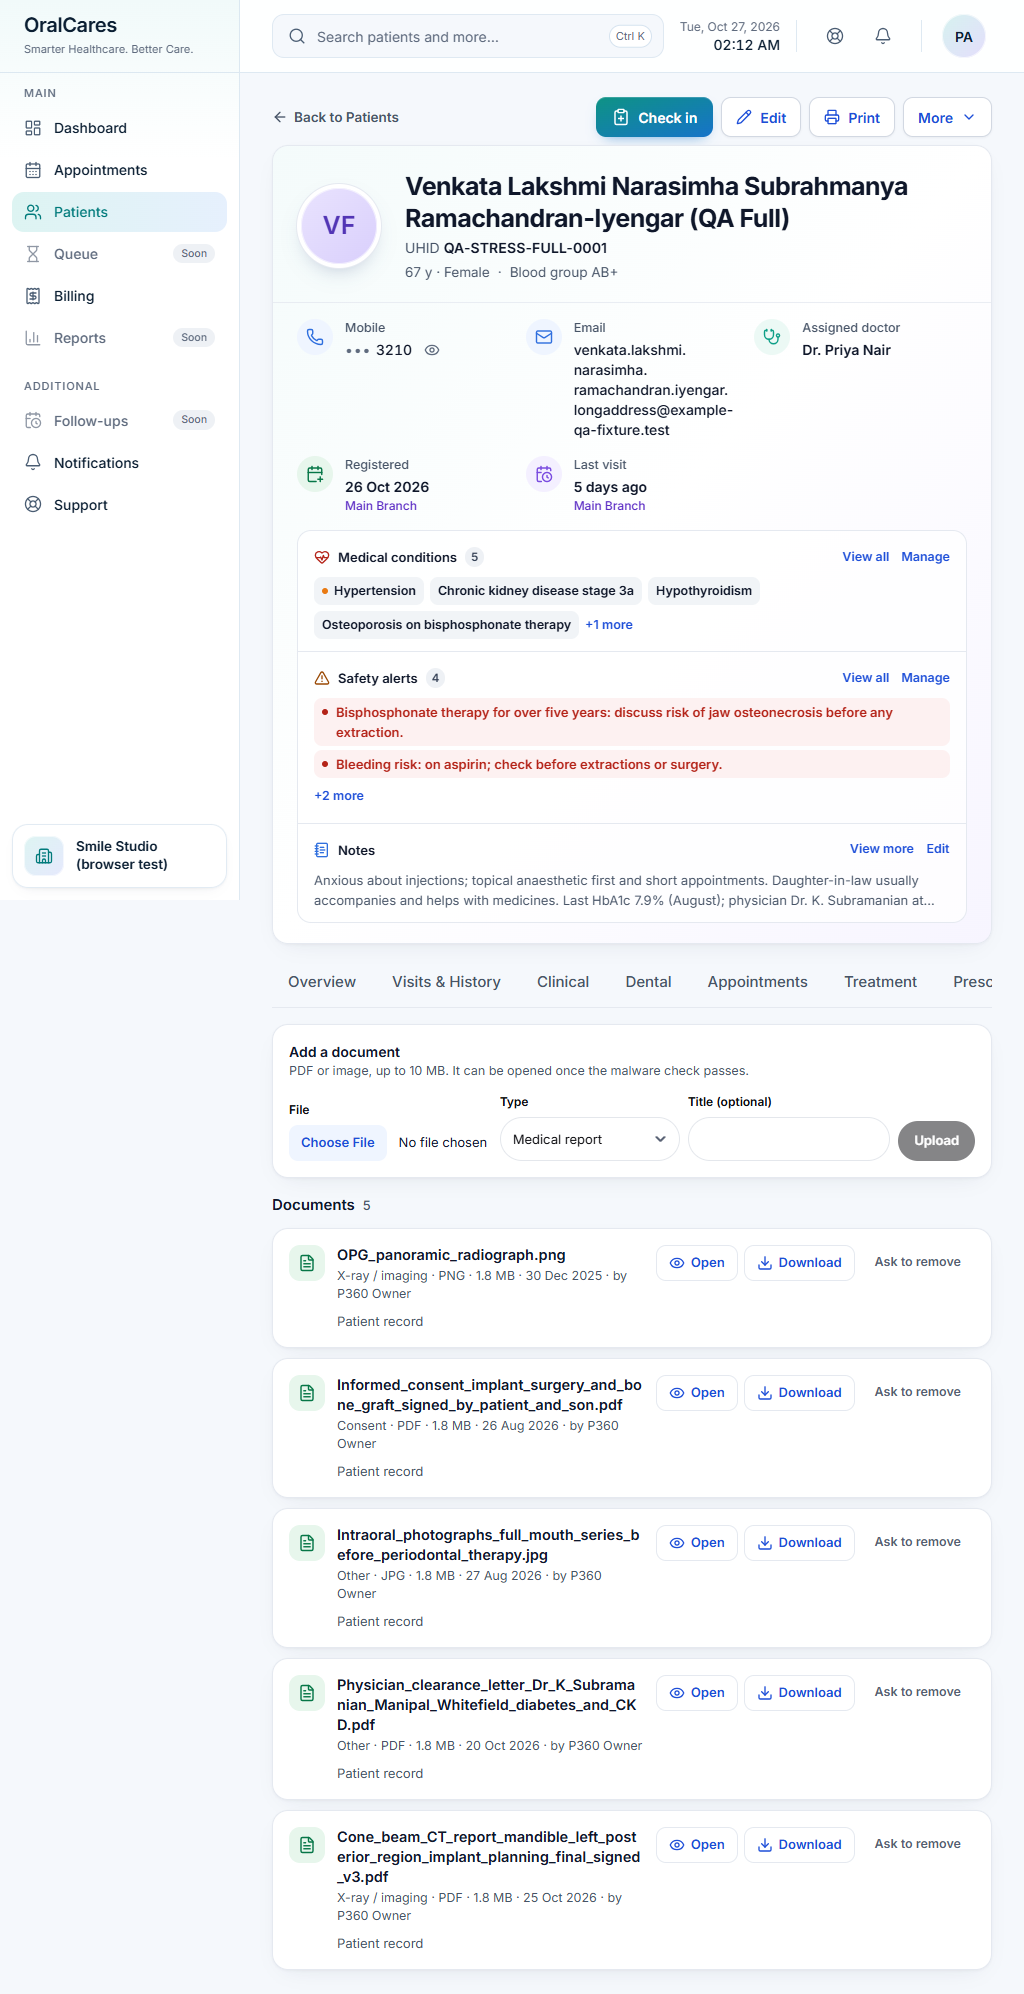 OralCares
Smarter Healthcare. Better Care.
Search patients and more...
Ctrl K
Tue, Oct 27, 2026
02:12 AM
PA
MAIN
Dashboard
Appointments
Patients
Queue
Soon
Billing
Reports
Soon
ADDITIONAL
Follow-ups
Soon
Notifications
Support
Smile Studio
(browser test)
Back to Patients
Check in
Edit
Print
More
VF
Venkata Lakshmi Narasimha Subrahmanya
Ramachandran-Iyengar (QA Full)
UHID QA-STRESS-FULL-0001
67 y · Female · Blood group AB+
Mobile
••• 3210
Email
venkata.lakshmi.
narasimha.
ramachandran.iyengar.
longaddress@example-
qa-fixture.test
Assigned doctor
Dr. Priya Nair
Registered
26 Oct 2026
Main Branch
Last visit
5 days ago
Main Branch
Medical conditions 5
View all Manage
Hypertension
Chronic kidney disease stage 3a
Hypothyroidism
Osteoporosis on bisphosphonate therapy
+1 more
Safety alerts 4
View all Manage
Bisphosphonate therapy for over five years: discuss risk of jaw osteonecrosis before any
extraction.
Bleeding risk: on aspirin; check before extractions or surgery.
+2 more
Notes
View more Edit
Anxious about injections; topical anaesthetic first and short appointments. Daughter-in-law usually
accompanies and helps with medicines. Last HbA1c 7.9% (August); physician Dr. K. Subramanian at...
Overview Visits & History Clinical Dental Appointments Treatment Presc
Add a document
PDF or image, up to 10 MB. It can be opened once the malware check passes.
File
Choose File No file chosen
Type
Medical report
Title (optional)
Upload
Documents 5
OPG_panoramic_radiograph.png
X-ray / imaging · PNG · 1.8 MB · 30 Dec 2025 · by
P360 Owner
Patient record
Open
Download
Ask to remove
Informed_consent_implant_surgery_and_bo
ne_graft_signed_by_patient_and_son.pdf
Consent · PDF · 1.8 MB · 26 Aug 2026 · by P360
Owner
Patient record
Open
Download
Ask to remove
Intraoral_photographs_full_mouth_series_b
efore_periodontal_therapy.jpg
Other · JPG · 1.8 MB · 27 Aug 2026 · by P360
Owner
Patient record
Open
Download
Ask to remove
Physician_clearance_letter_Dr_K_Subrama
nian_Manipal_Whitefield_diabetes_and_CK
D.pdf
Other · PDF · 1.8 MB · 20 Oct 2026 · by P360 Owner
Patient record
Open
Download
Ask to remove
Cone_beam_CT_report_mandible_left_post
erior_region_implant_planning_final_signed
_v3.pdf
X-ray / imaging · PDF · 1.8 MB · 25 Oct 2026 · by
P360 Owner
Patient record
Open
Download
Ask to remove